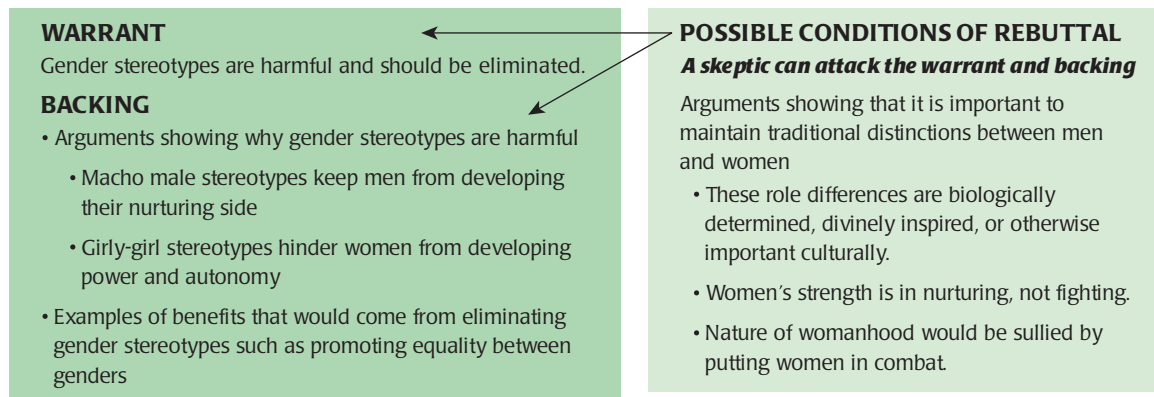 WARRANT
Gender stereotypes are harmful and should be eliminated.
BACKING
• Arguments showing why gender stereotypes are harmful
• Macho male stereotypes keep men from developing
their nurturing side
• Girly-girl stereotypes hinder women from developing
power and autonomy
• Examples of benefits that would come from eliminating
gender stereotypes such as promoting equality between
genders
POSSIBLE CONDITIONS OF REBUTTAL
A skeptic can attack the warrant and backing
Arguments showing that it is important to
maintain traditional distinctions between men
and women
• These role differences are biologically
determined, divinely inspired, or otherwise
important culturally.
• Women’s strength is in nurturing, not fighting.
• Nature of womanhood would be sullied by
putting women in combat.